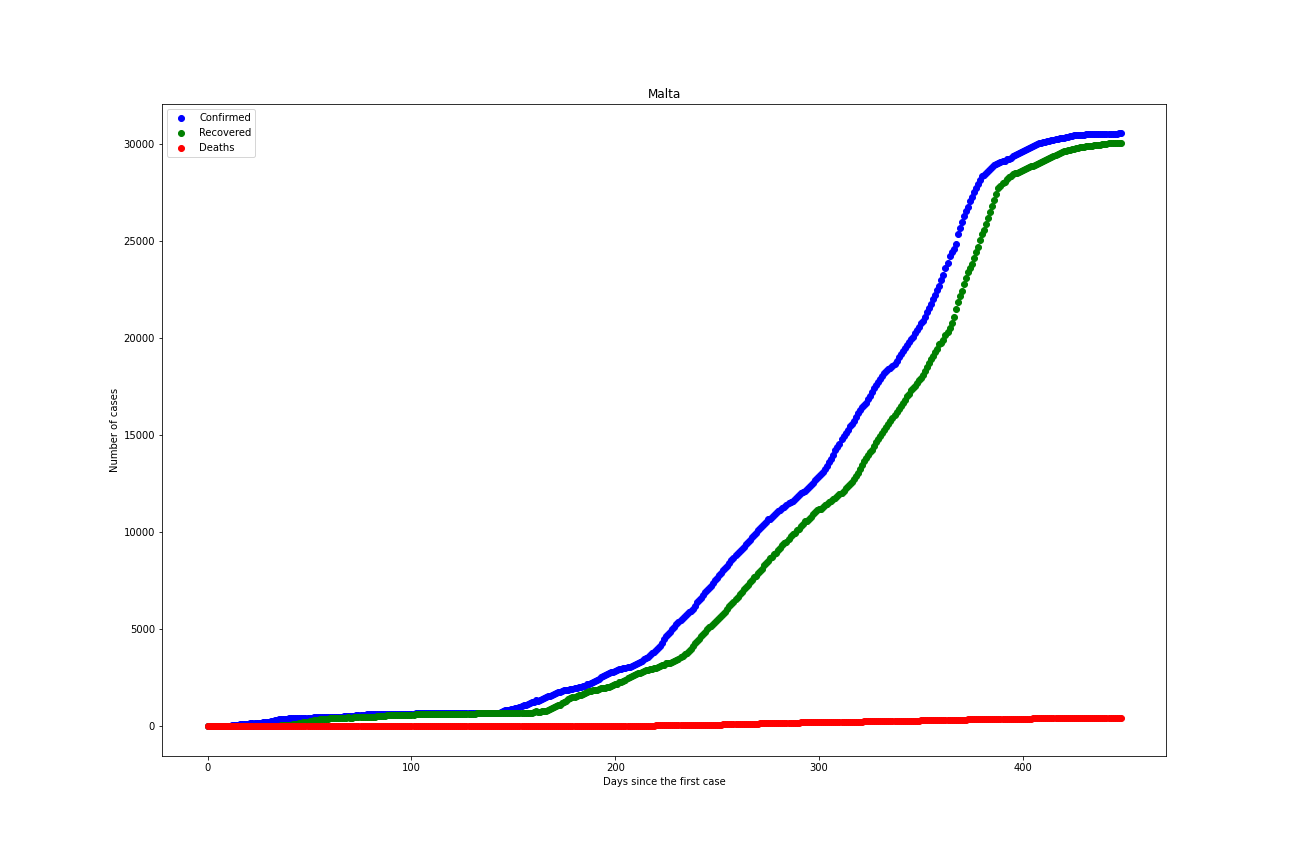 Malta
Confirmed
Recovered
Deaths
30000
25000
20000
15000
10000
5000
0
Number of cases
0 100 200 300 400
Days since the first case